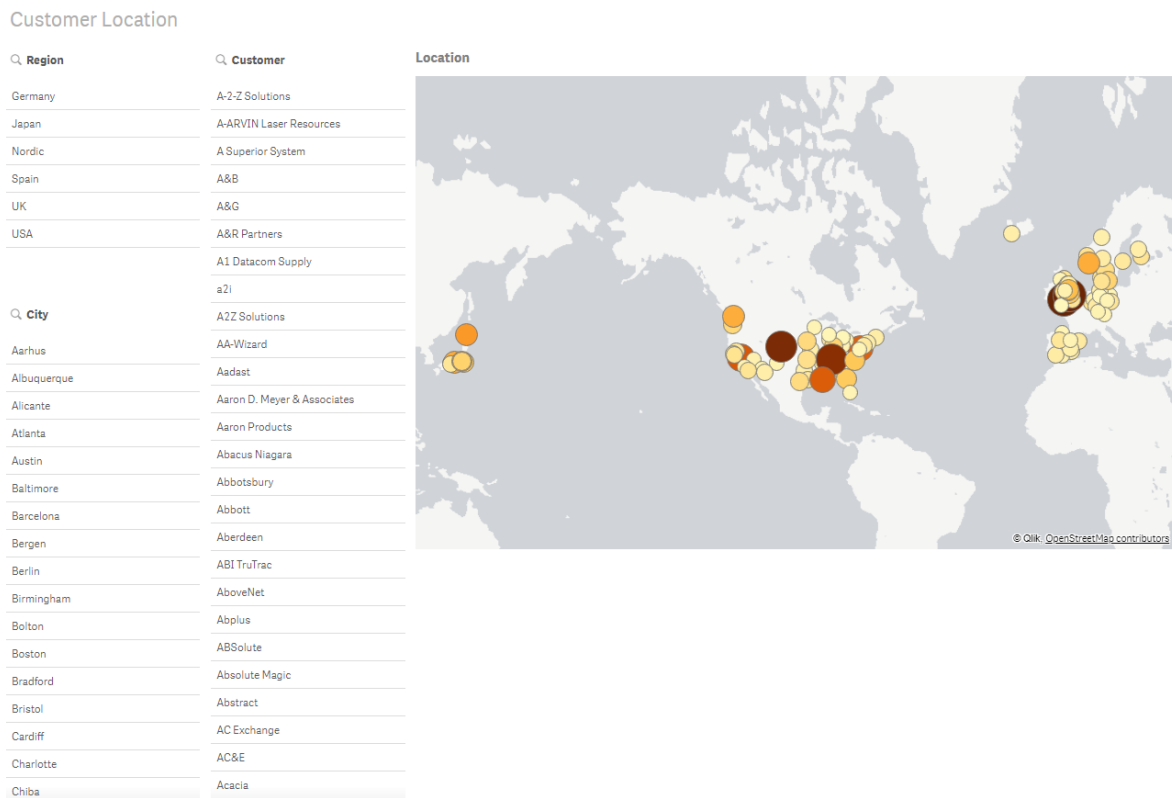 Customer Location
Region
Germany
Japan
Nordic
Spain
UK
USA
City
Aarhus
Albuquerque
Alicante
Atlanta
Austin
Baltimore
Barcelona
Bergen
Berlin
Birmingham
Bolton
Boston
Bradford
Bristol
Cardiff
Charlotte
Chiba
Customer
A-2-Z Solutions
A-ARVIN Laser Resources
A Superior System
A&B
A&G
A&R Partners
A1 Datacom Supply
a2i
A2Z Solutions
AA-Wizard
Aadast
Aaron D. Meyer & Associates
Aaron Products
Abacus Niagara
Abbotsbury
Abbott
Aberdeen
ABI TruTrac
AboveNet
Abplus
ABSolute
Absolute Magic
Abstract
AC Exchange
AC&E
Acacia
Location
© Qlik, OpenStreetMap contributors